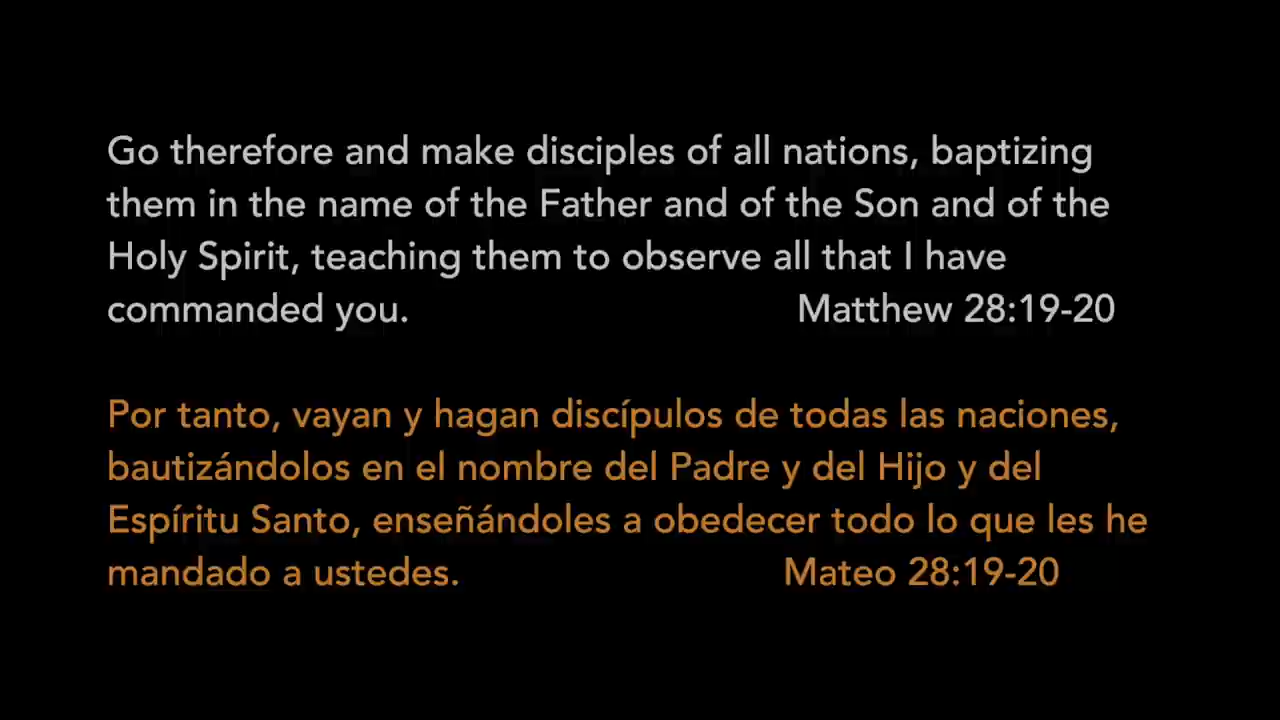 Go therefore and make disciples of all nations, baptizing
them in the name of the Father and of the Son and of the
Holy Spirit, teaching them to observe all that I have
commanded you. Matthew 28:19-20
Por tanto, vayan y hagan discípulos de todas las naciones,
bautizándolos en el nombre del Padre y del Hijo y del
Espíritu Santo, enseñándoles a obedecer todo lo que les he
mandado a ustedes. Mateo 28:19-20